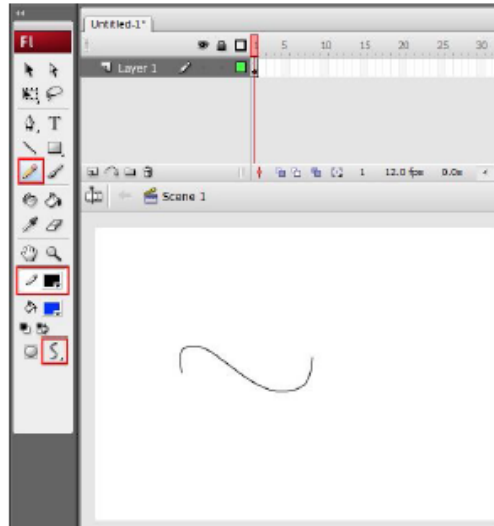 Untitled-1*
Fl
5 10 15 20 25 30
Layer 1
T
1 12.0 fps 0.0s
Scene 1